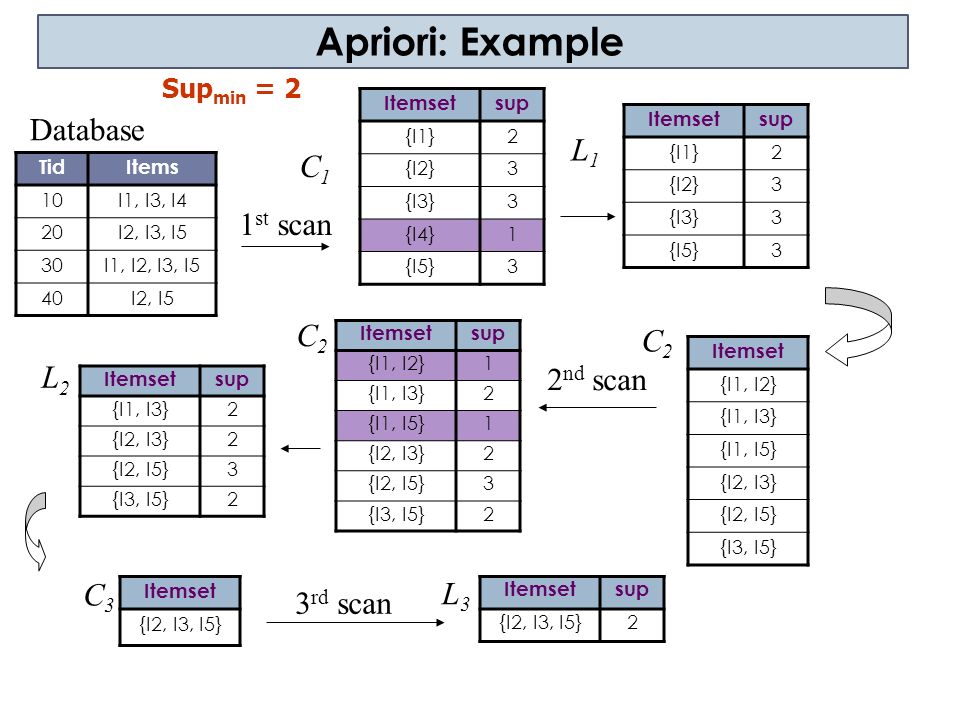 Apriori: Example
Sup_min = 2
Database
Tid Items
10 I1, I3, I4
20 I2, I3, I5
30 I1, I2, I3, I5
40 I2, I5
C_1
1^st scan
Itemset sup
{I1} 2
{I2} 3
{I3} 3
{I4} 1
{I5} 3
L_1
Itemset sup
{I1} 2
{I2} 3
{I3} 3
{I5} 3
C_2
Itemset
{I1, I2}
{I1, I3}
{I1, I5}
{I2, I3}
{I2, I5}
{I3, I5}
2^nd scan
C_2
Itemset sup
{I1, I2} 1
{I1, I3} 2
{I1, I5} 1
{I2, I3} 2
{I2, I5} 3
{I3, I5} 2
L_2
Itemset sup
{I1, I3} 2
{I2, I3} 2
{I2, I5} 3
{I3, I5} 2
C_3
Itemset
{I2, I3, I5}
3^rd scan
L_3
Itemset sup
{I2, I3, I5} 2